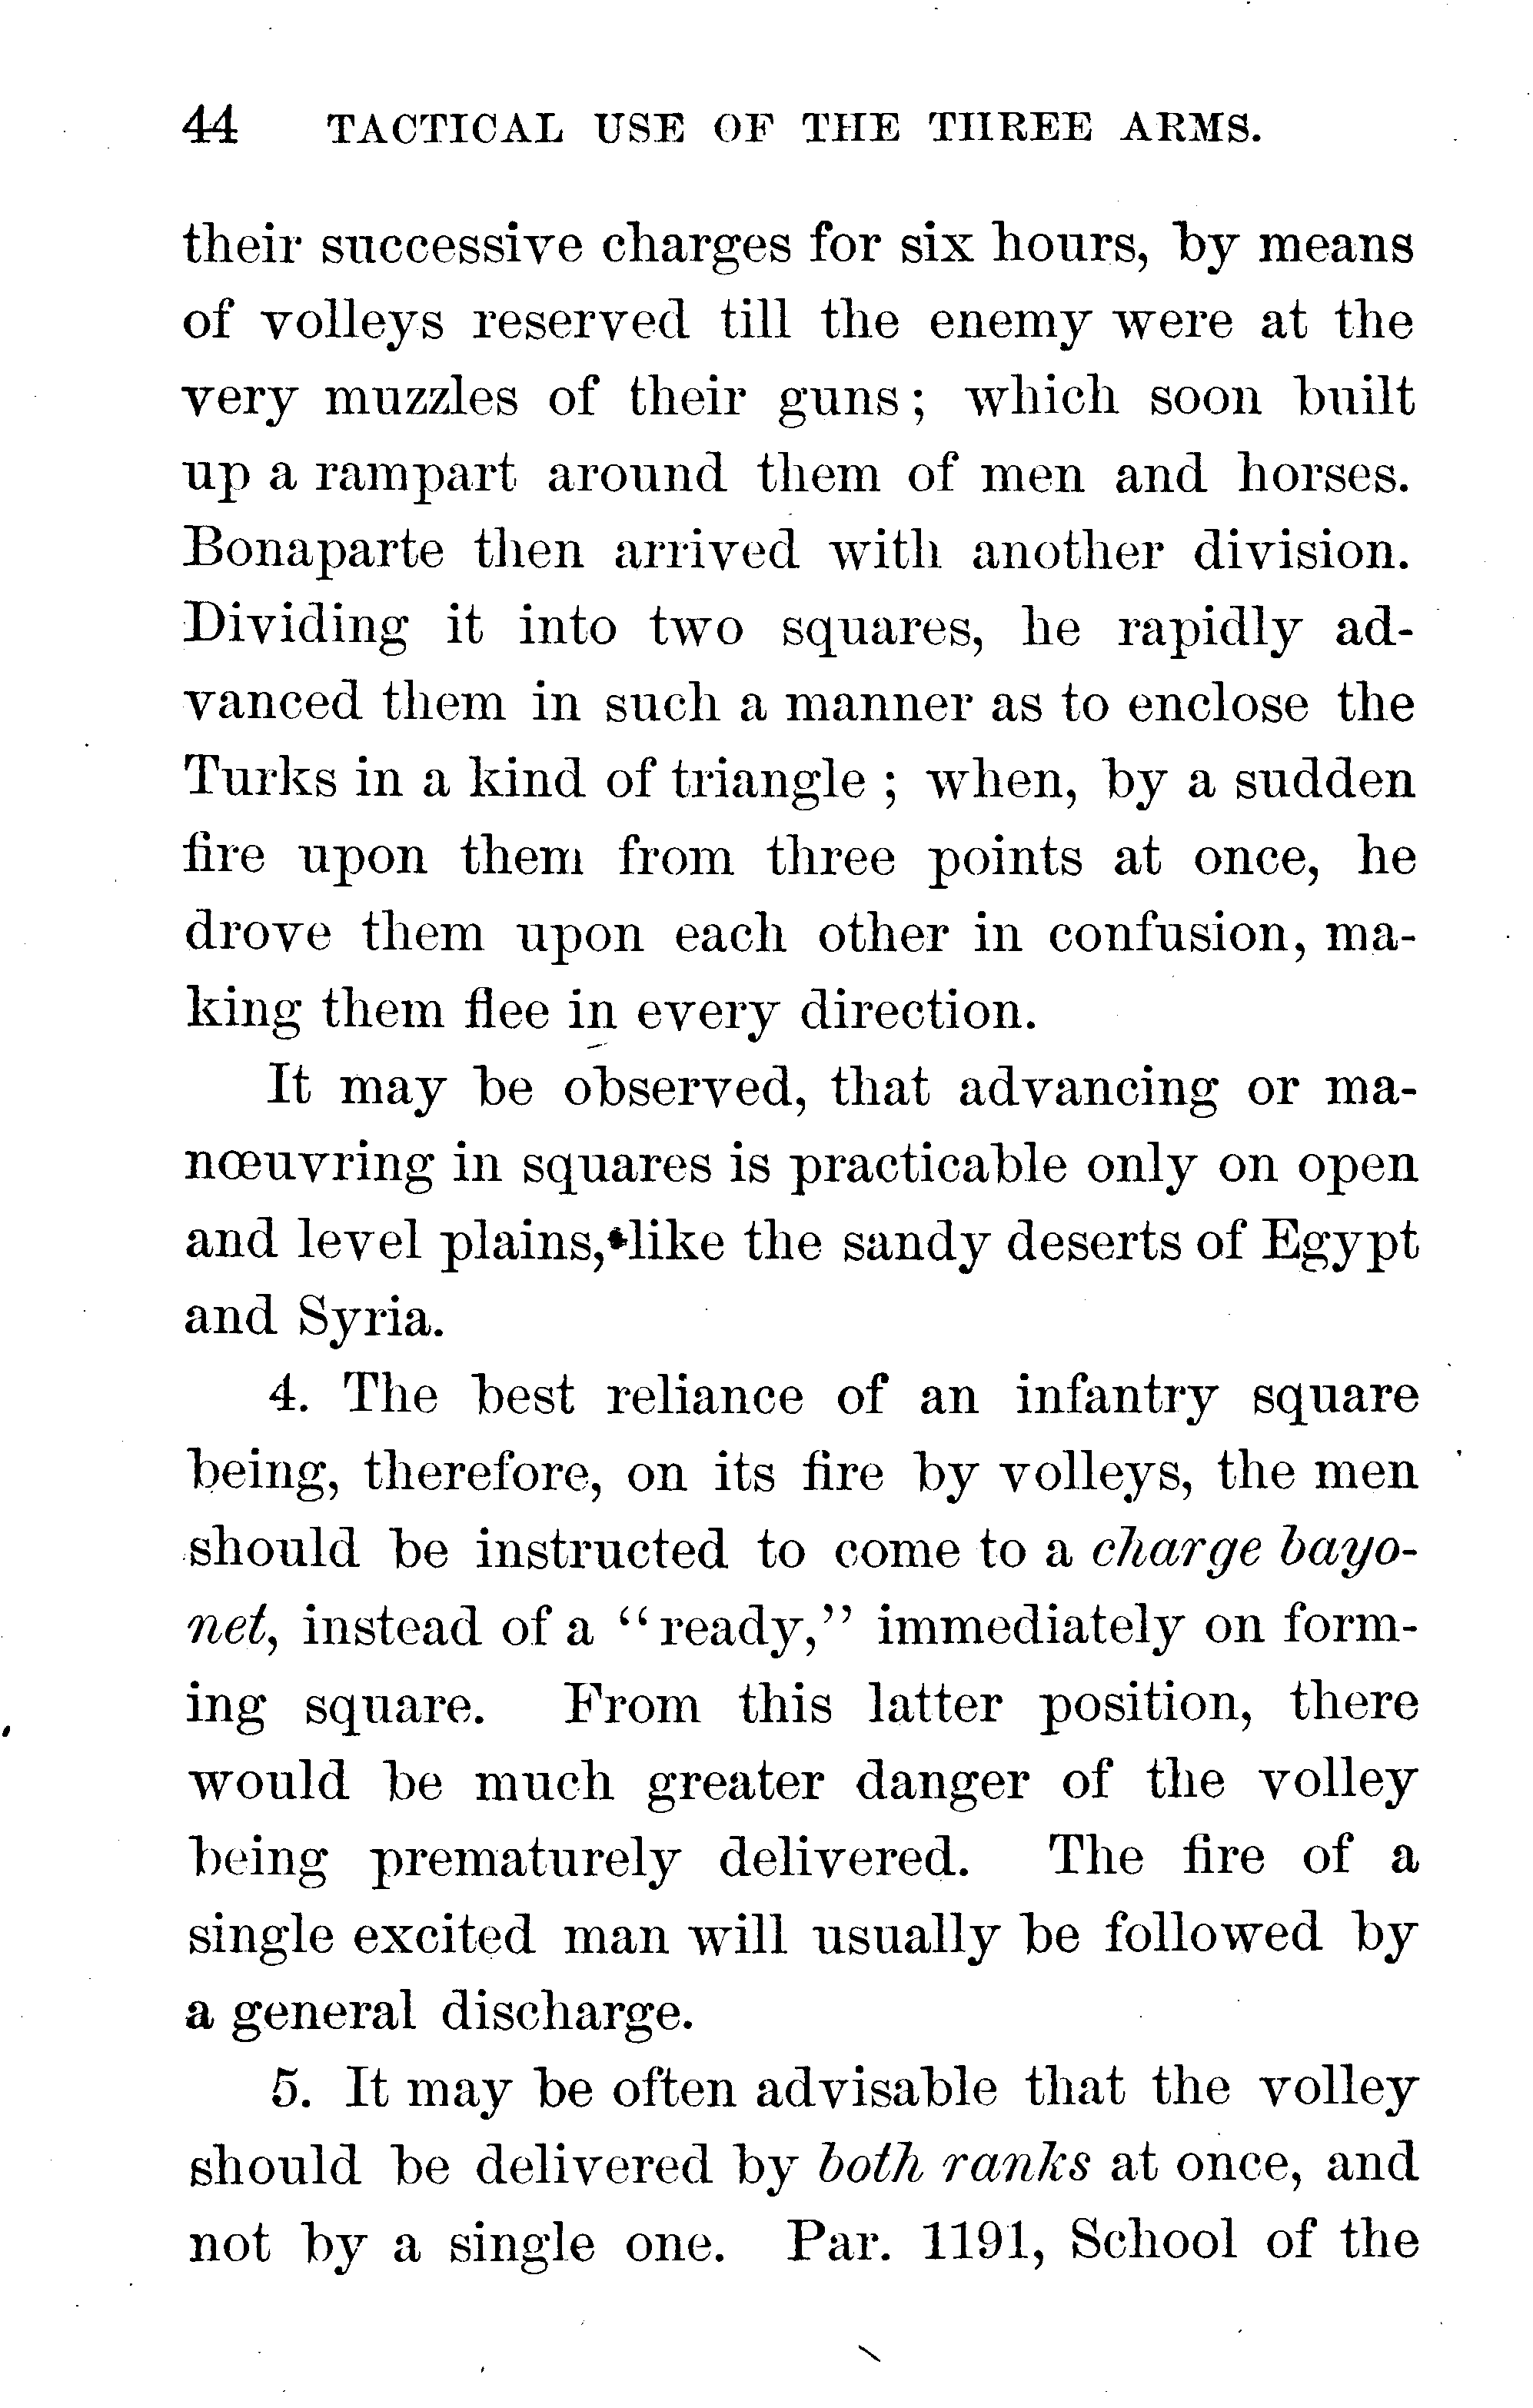 44 TACTICAL USE OF THE THREE ARMS.
their successive charges for six hours, by means
of volleys reserved till the enemy were at the
very muzzles of their guns; which soon built
up a rampart around them of men and horses.
Bonaparte then arrived with another division.
Dividing it into two squares, he rapidly ad-
vanced them in such a manner as to enclose the
Turks in a kind of triangle; when, by a sudden
fire upon them from three points at once, he
drove them upon each other in confusion, ma-
king them flee in every direction.
It may be observed, that advancing or ma-
nœuvring in squares is practicable only on open
and level plains, like the sandy deserts of Egypt
and Syria.
4. The best reliance of an infantry square
being, therefore, on its fire by volleys, the men
should be instructed to come to a charge bayo-
net, instead of a "ready," immediately on form-
ing square. From this latter position, there
would be much greater danger of the volley
being prematurely delivered. The fire of a
single excited man will usually be followed by
a general discharge.
5. It may be often advisable that the volley
should be delivered by both ranks at once, and
not by a single one. Par. 1191, School of the